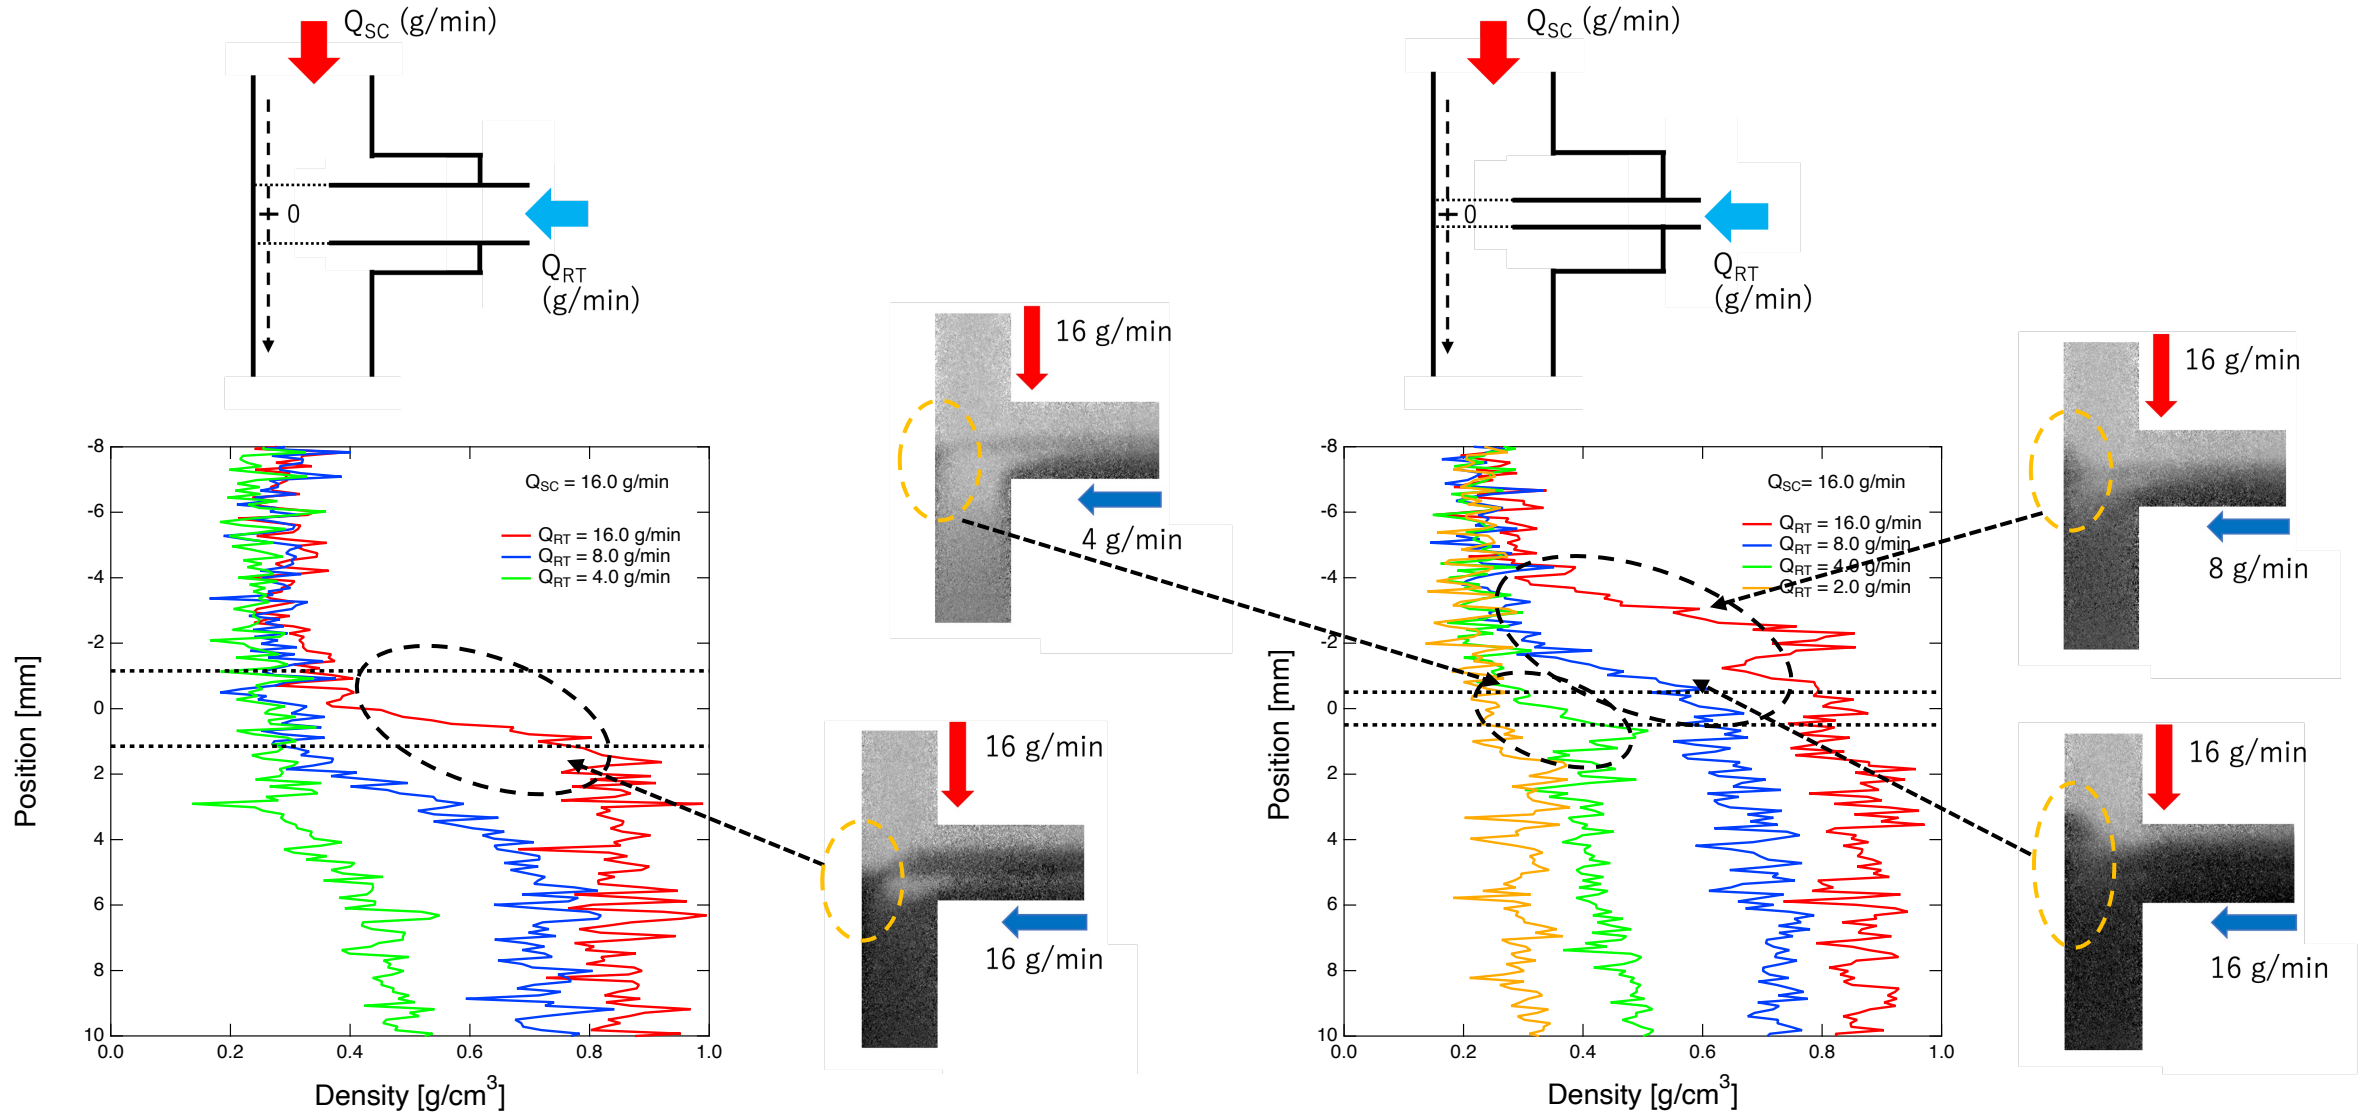 Q_SC (g/min)
0
Q_RT
(g/min)
Q_SC (g/min)
0
Q_RT
(g/min)
16 g/min
4 g/min
16 g/min
8 g/min
-8
-6
-4
-2
0
2
4
6
8
10
Position [mm]
Q_SC = 16.0 g/min
Q_RT = 16.0 g/min
Q_RT = 8.0 g/min
Q_RT = 4.0 g/min
0.0
0.2
0.4
0.6
0.8
1.0
Density [g/cm³]
16 g/min
16 g/min
-8
-6
-4
-2
0
2
4
6
8
10
Position [mm]
Q_SC= 16.0 g/min
Q_RT = 16.0 g/min
Q_RT = 8.0 g/min
Q_RT = 4.0 g/min
Q_RT = 2.0 g/min
0.0
0.2
0.4
0.6
0.8
1.0
Density [g/cm³]
16 g/min
16 g/min